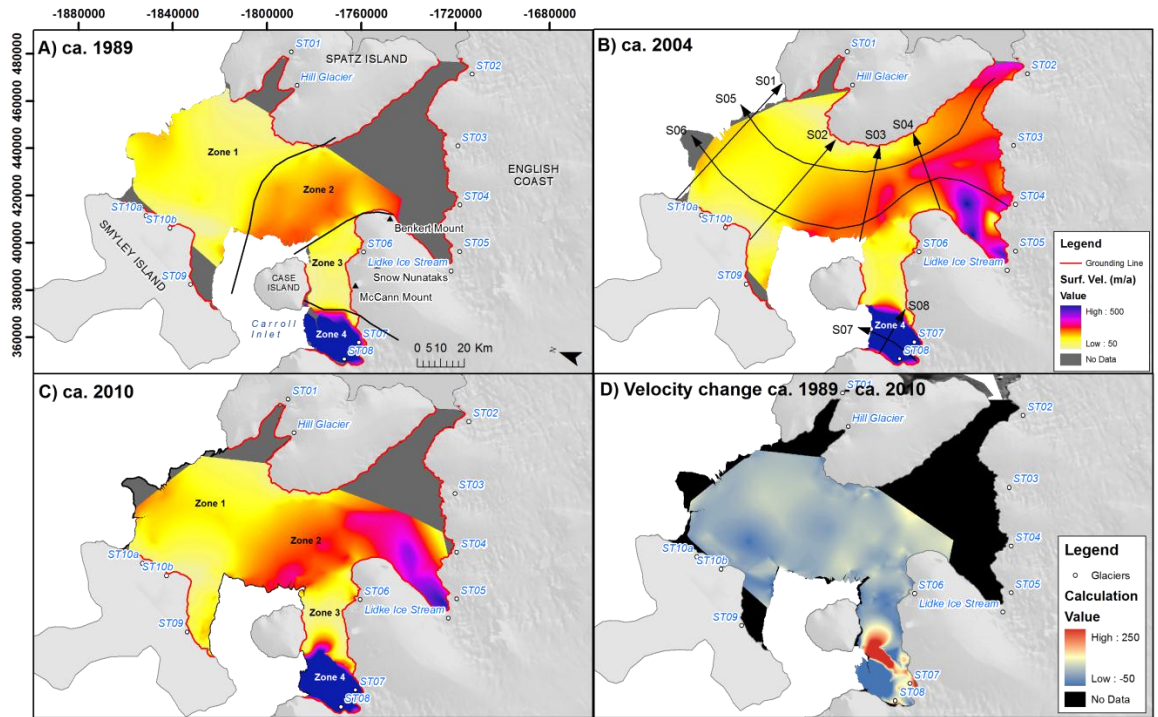 -1880000 -1840000 -1800000 -1760000 -1720000 -1680000
480000
460000
440000
420000
400000
380000
360000
A) ca. 1989
ST01
SPATZ ISLAND
ST02
Hill Glacier
ST03
Zone 1
ENGLISH
COAST
Zone 2
ST04
ST10a
ST10b
Benkert Mount
SMYLEY ISLAND
ST06
ST05
Zone 3
Lidke Ice Stream
CASE
ISLAND
Snow Nunataks
ST09
McCann Mount
Carroll
Inlet
Zone 4
ST07
ST08
0 5 10 20 Km
N
B) ca. 2004
ST01
ST02
S01
Hill Glacier
S05
S06
S02
S03
S04
ST03
ST04
ST10a
ST10b
ST06
ST05
Lidke Ice Stream
ST09
S08
S07
Zone 4
ST07
ST08
Legend
Grounding Line
Surf. Vel. (m/a)
Value
High : 500
Low : 50
No Data
C) ca. 2010
ST01
ST02
Hill Glacier
ST03
Zone 1
Zone 2
ST04
ST10a
ST10b
ST06
ST05
Lidke Ice Stream
Zone 3
ST09
Zone 4
ST07
ST08
D) Velocity change ca. 1989 - ca. 2010
ST01
ST02
Hill Glacier
ST03
ST04
ST10a
ST10b
ST06
ST05
Lidke Ice Stream
ST09
ST07
ST08
Legend
Glaciers
Calculation
Value
High : 250
Low : -50
No Data